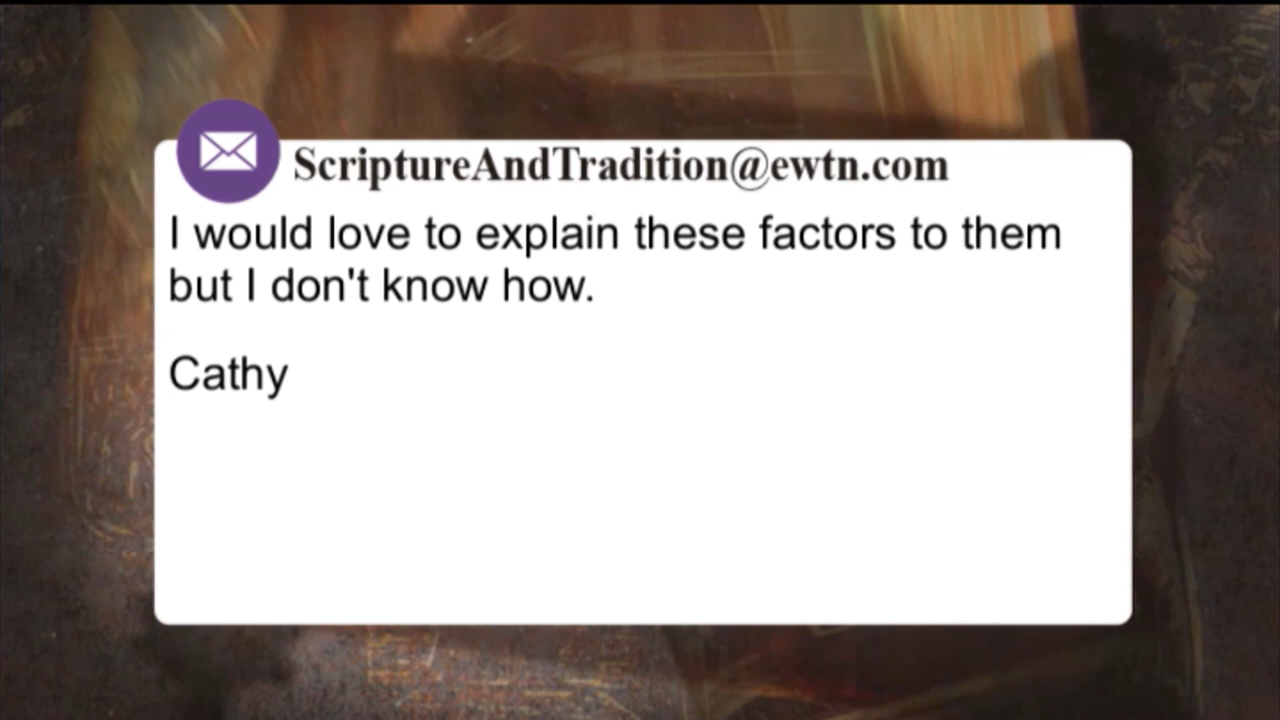 ScriptureAndTradition@ewtn.com
I would love to explain these factors to them
but I don't know how.
Cathy